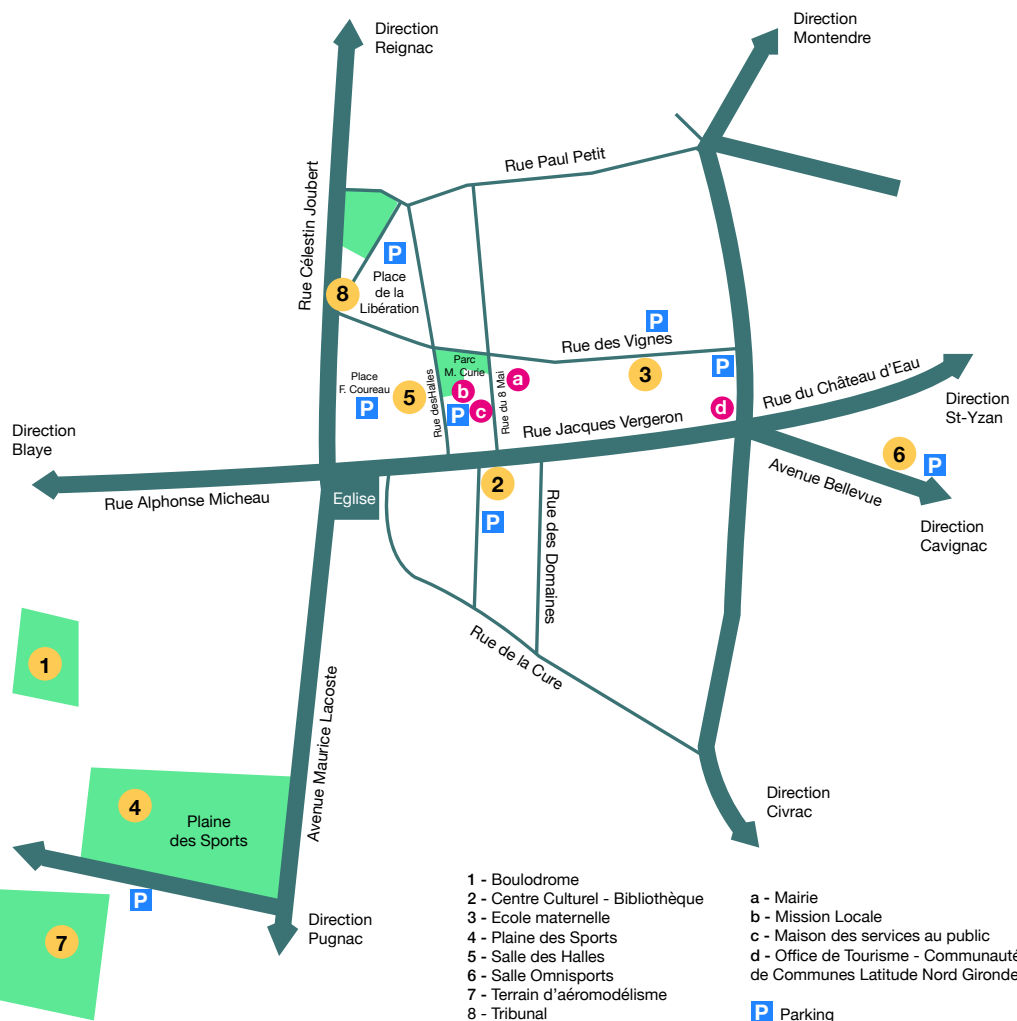 Direction
Reignac
Direction
Montendre
Rue Paul Petit
Rue Célestin Joubert
P
Place
de la
Libération
8
P
Rue des Vignes
Parc
M. Curie
Place
F. Coureau
P
5
Rue desHalles
b
P
c
Rue du 8 Mai
a
3
P
d
Rue du Château d'Eau
Direction
St-Yzan
Rue Jacques Vergeron
Direction
Blaye
Rue Alphonse Micheau
Eglise
2
P
Rue des Domaines
6
P
Avenue Bellevue
Direction
Cavignac
Rue de la Cure
1
Avenue Maurice Lacoste
4
Plaine
des Sports
P
7
Direction
Pugnac
Direction
Civrac
1 - Boulodrome
2 - Centre Culturel - Bibliothèque
3 - Ecole maternelle
4 - Plaine des Sports
5 - Salle des Halles
6 - Salle Omnisports
7 - Terrain d'aéromodélisme
8 - Tribunal
a - Mairie
b - Mission Locale
c - Maison des services au public
d - Office de Tourisme - Communauté
de Communes Latitude Nord Gironde
P Parking